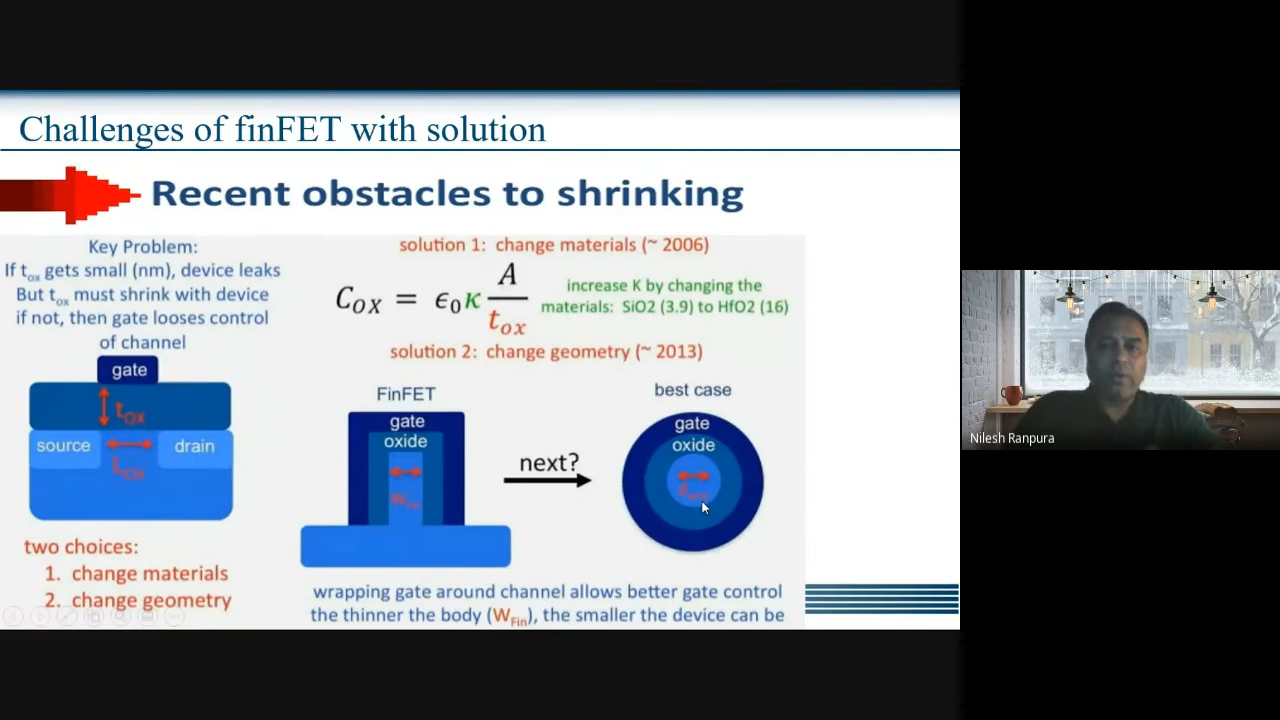 Challenges of finFET with solution
Recent obstacles to shrinking
Key Problem:
If tox gets small (nm), device leaks
But tox must shrink with device
if not, then gate looses control
of channel
gate
tOX
source
drain
LCH
two choices:
1. change materials
2. change geometry
solution 1: change materials (~ 2006)
COX = ϵ0κ A
tox
increase K by changing the
materials: SiO2 (3.9) to HfO2 (16)
solution 2: change geometry (~ 2013)
FinFET
gate
oxide
next?
best case
gate
oxide
wrapping gate around channel allows better gate control
the thinner the body (WFin), the smaller the device can be
Nilesh Ranpura